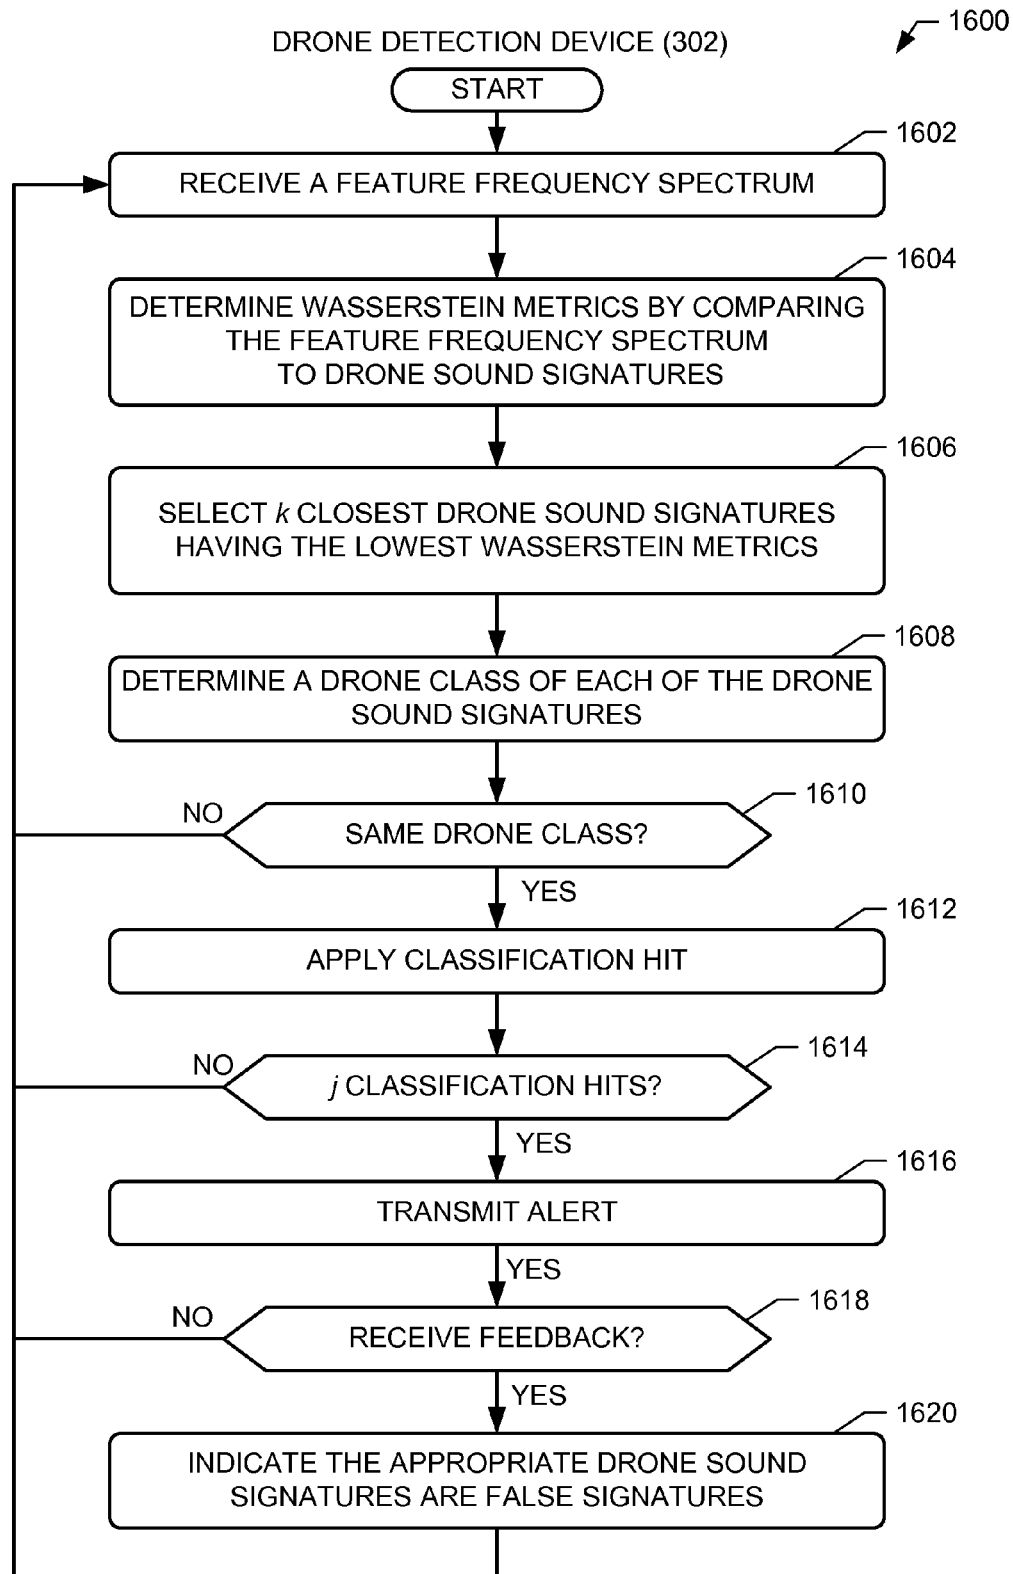 1600
DRONE DETECTION DEVICE (302)
START
1602
RECEIVE A FEATURE FREQUENCY SPECTRUM
1604
DETERMINE WASSERSTEIN METRICS BY COMPARING
THE FEATURE FREQUENCY SPECTRUM
TO DRONE SOUND SIGNATURES
1606
SELECT k CLOSEST DRONE SOUND SIGNATURES
HAVING THE LOWEST WASSERSTEIN METRICS
1608
DETERMINE A DRONE CLASS OF EACH OF THE DRONE
SOUND SIGNATURES
1610
NO
SAME DRONE CLASS?
YES
1612
APPLY CLASSIFICATION HIT
1614
NO
j CLASSIFICATION HITS?
YES
1616
TRANSMIT ALERT
YES
1618
NO
RECEIVE FEEDBACK?
YES
1620
INDICATE THE APPROPRIATE DRONE SOUND
SIGNATURES ARE FALSE SIGNATURES